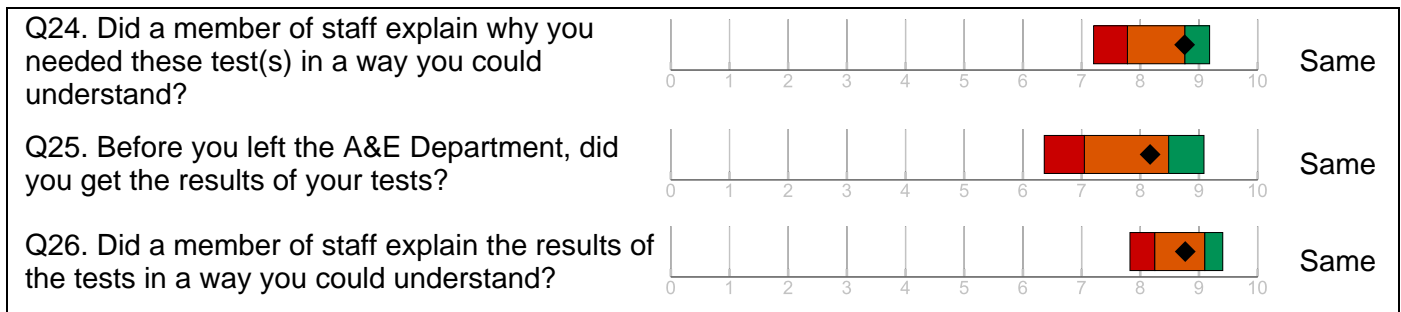 Q24. Did a member of staff explain why you
needed these test(s) in a way you could
understand?
0 1 2 3 4 5 6 7 8 9 10
Same
Q25. Before you left the A&E Department, did
you get the results of your tests?
0 1 2 3 4 5 6 7 8 9 10
Same
Q26. Did a member of staff explain the results of
the tests in a way you could understand?
0 1 2 3 4 5 6 7 8 9 10
Same